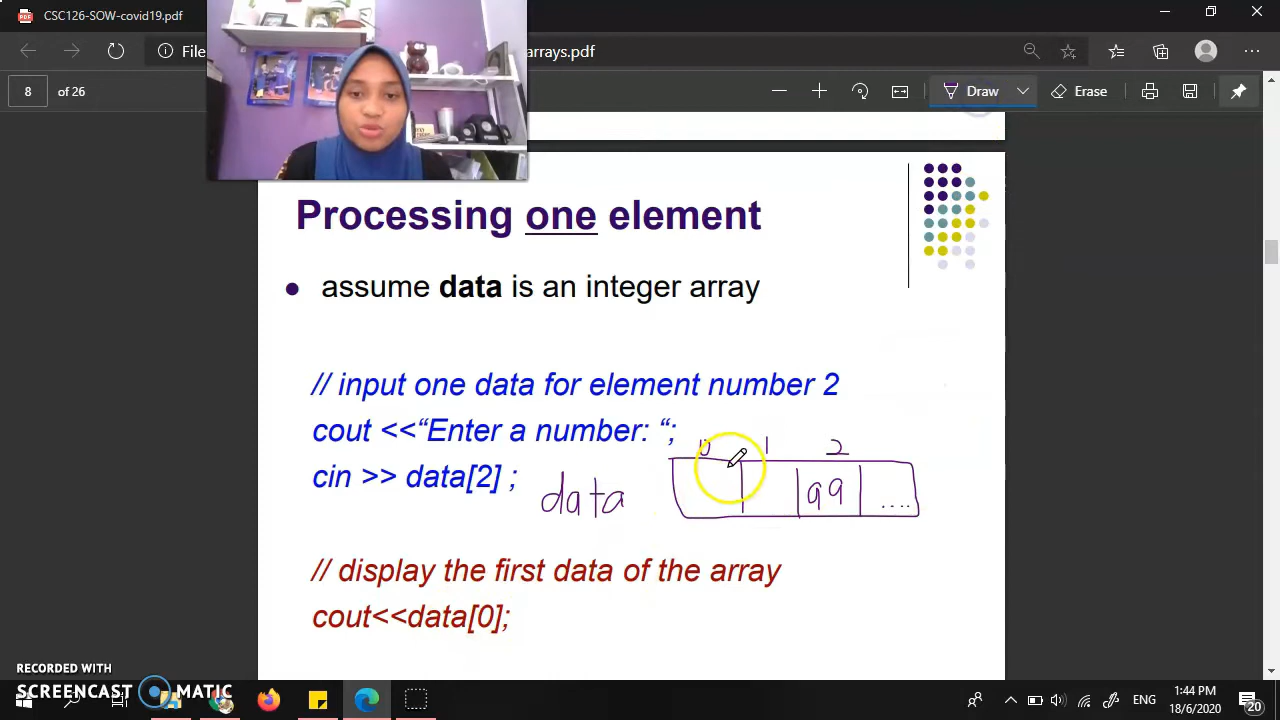 CSC126-SOW-covid19.pdf
File
arrays.pdf
8 of 26
Draw
Erase
Processing one element
assume data is an integer array
// input one data for element number 2
cout <<“Enter a number: “;
cin >> data[2] ;
0 1 2
data 99 ....
// display the first data of the array
cout<<data[0];
RECORDED WITH
SCREENCAST MATIC
ENG
1:44 PM
18/6/2020
20